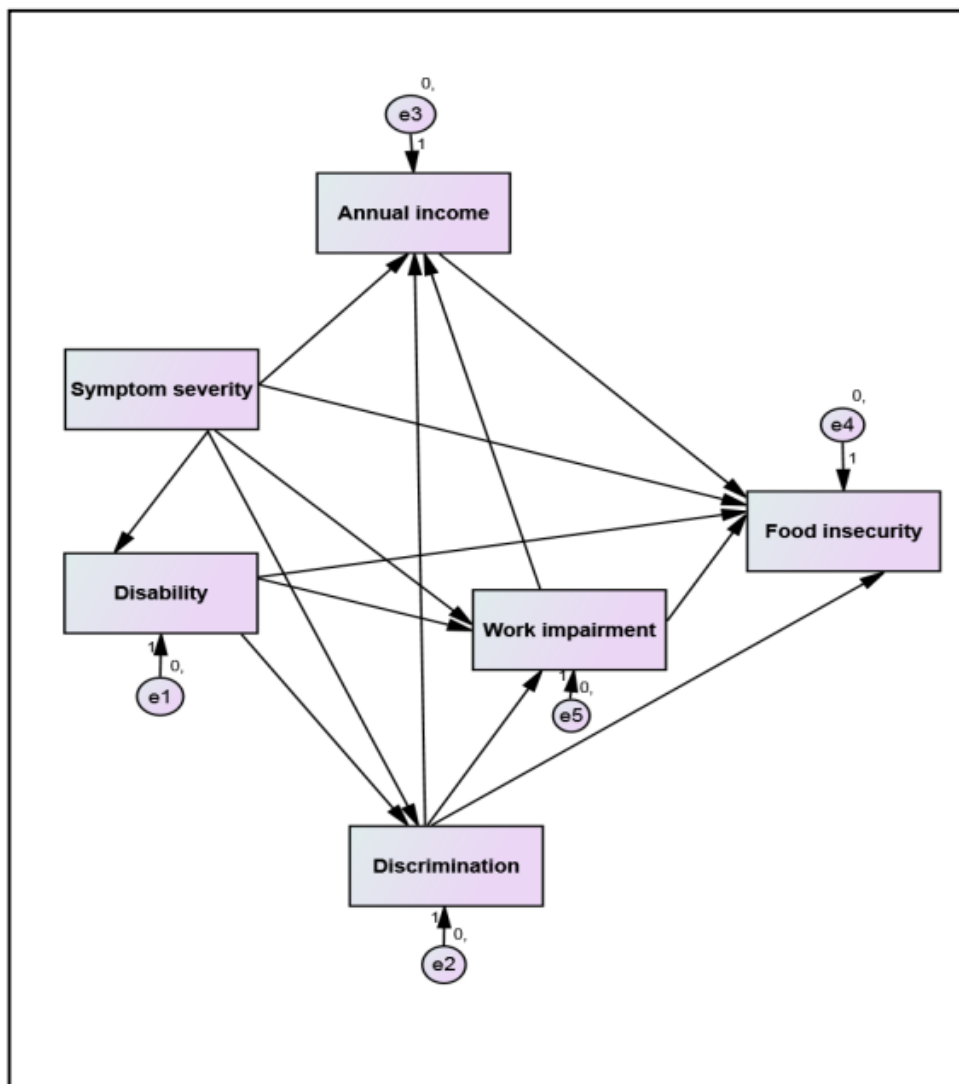 0,
e3
1
Annual income
Symptom severity
0,
e4
1
Food insecurity
Disability
1
0,
e1
Work impairment
1
0,
e5
Discrimination
1
0,
e2